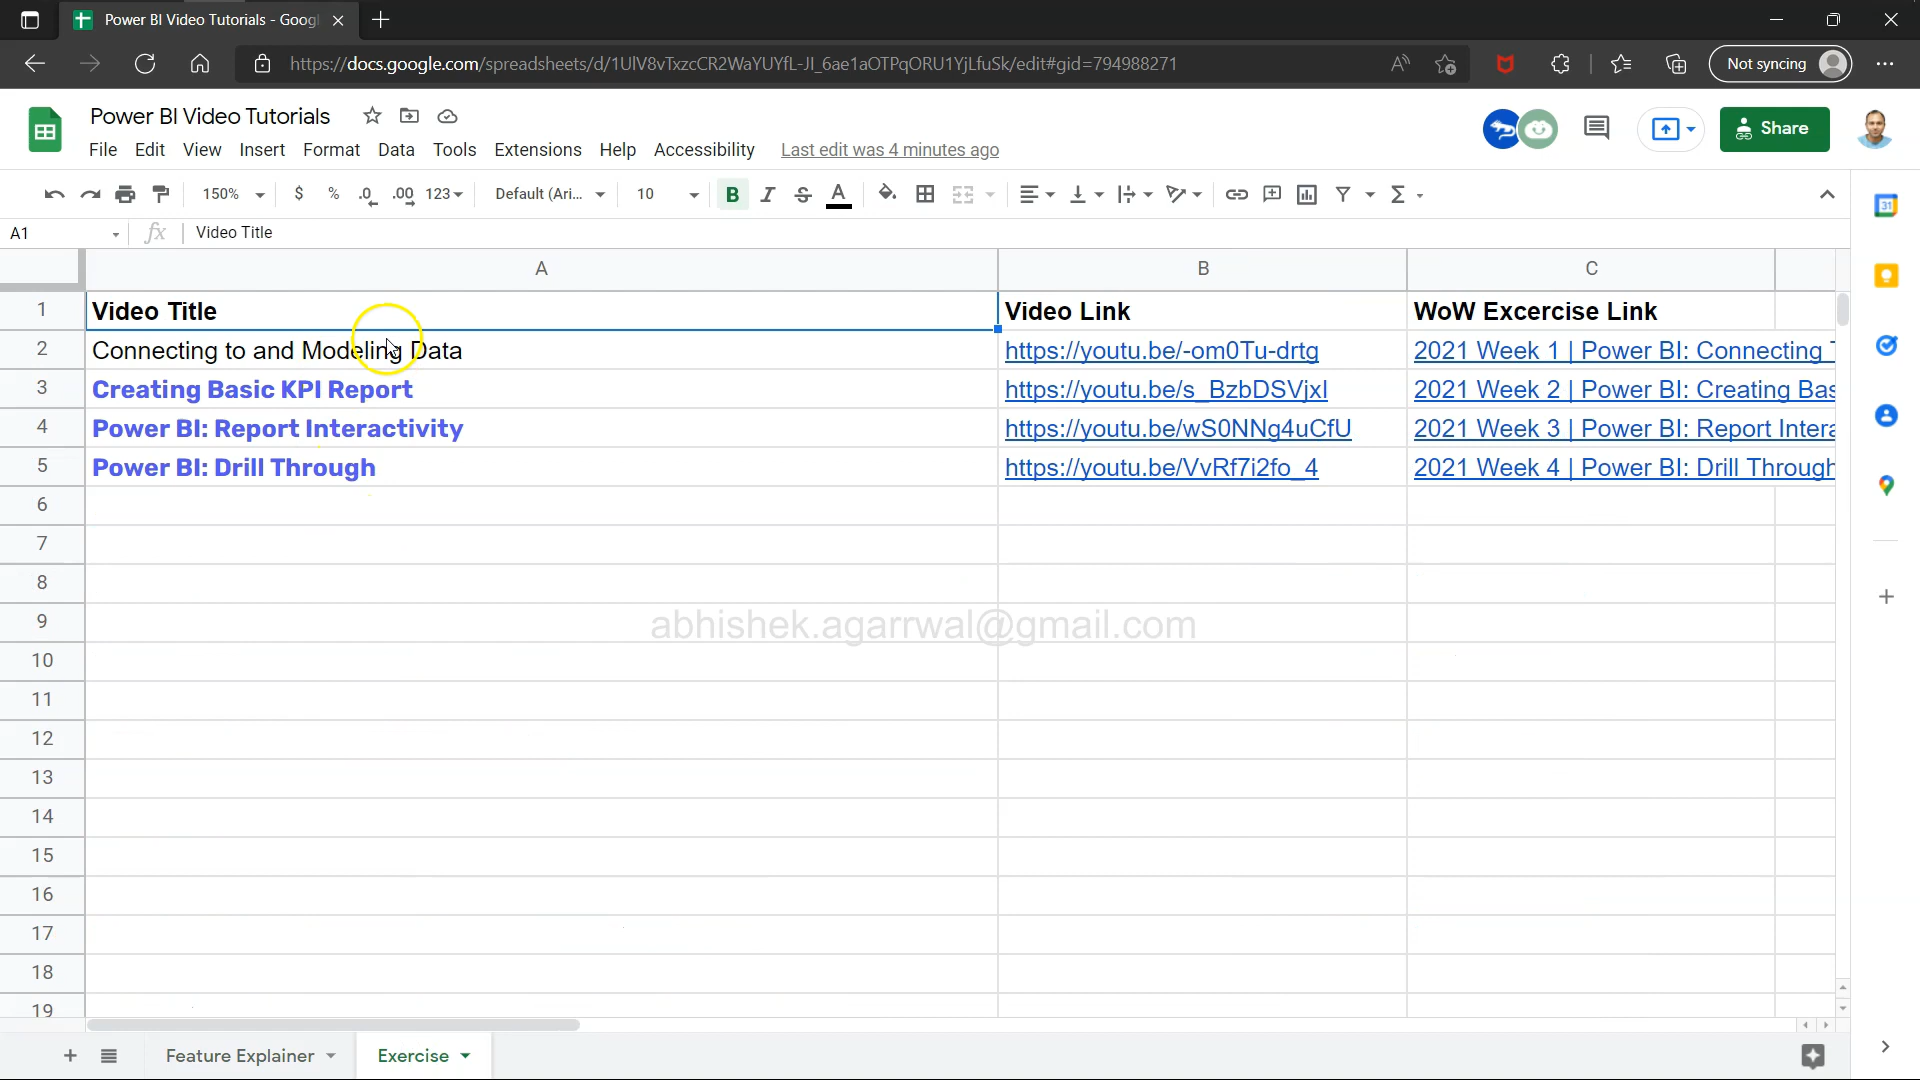 Power BI Video Tutorials - Goog
https://docs.google.com/spreadsheets/d/1UlV8vTxzcCR2WaYUYfL-JI_6ae1aOTPqORU1YjLfuSk/edit#gid=794988271
Not syncing
Power BI Video Tutorials
Share
File Edit View Insert Format Data Tools Extensions Help Accessibility Last edit was 4 minutes ago
150% $ % .0 .00 123 Default (Ari... 10 B I S A Σ
A1 fx Video Title
A B C
1 Video Title Video Link WoW Excercise Link
2 Connecting to and Modeling Data https://youtu.be/-om0Tu-drtg 2021 Week 1 | Power BI: Connecting
3 Creating Basic KPI Report https://youtu.be/s_BzbDSVjxI 2021 Week 2 | Power BI: Creating Bas
4 Power BI: Report Interactivity https://youtu.be/wS0NNg4uCfU 2021 Week 3 | Power BI: Report Intera
5 Power BI: Drill Through https://youtu.be/VvRf7i2fo_4 2021 Week 4 | Power BI: Drill Through
6
7
8
9
abhishek.agarrwal@gmail.com
10
11
12
13
14
15
16
17
18
19
Feature Explainer Exercise
31